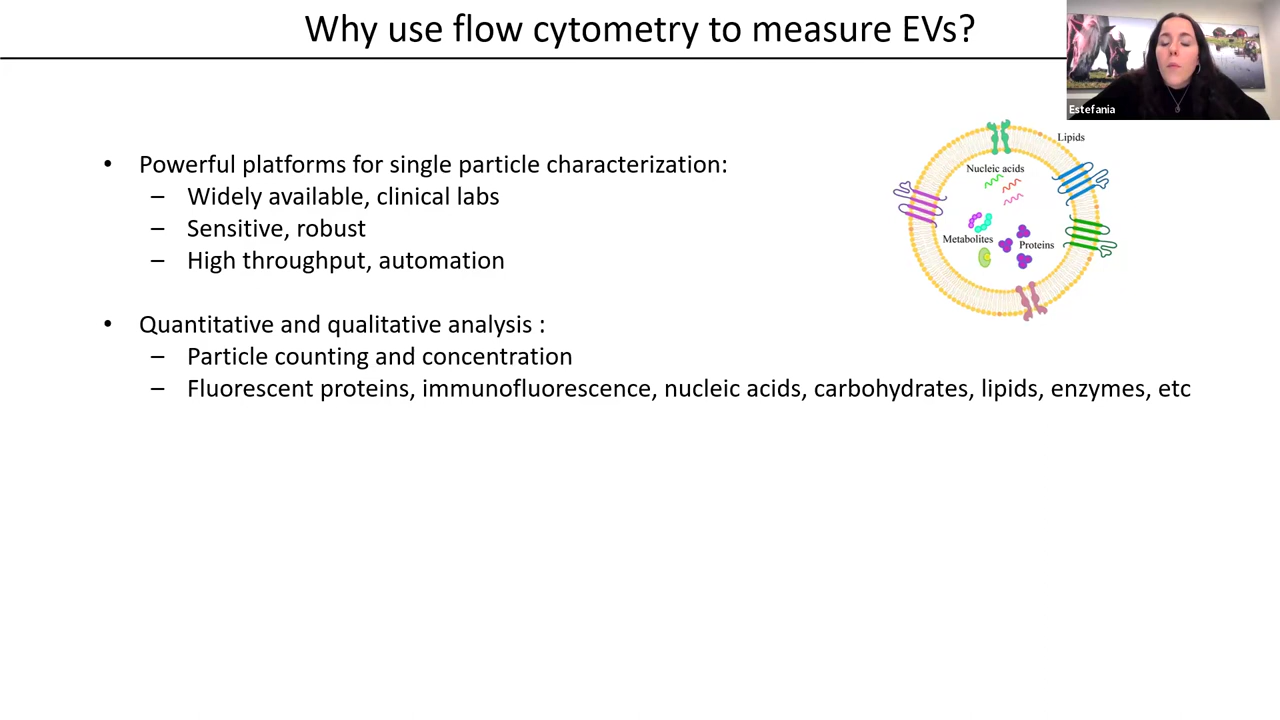 Why use flow cytometry to measure EVs?
Estefania
• Powerful platforms for single particle characterization:
– Widely available, clinical labs
– Sensitive, robust
– High throughput, automation
• Quantitative and qualitative analysis :
– Particle counting and concentration
– Fluorescent proteins, immunofluorescence, nucleic acids, carbohydrates, lipids, enzymes, etc
Lipids
Nucleic acids
Metabolites
Proteins